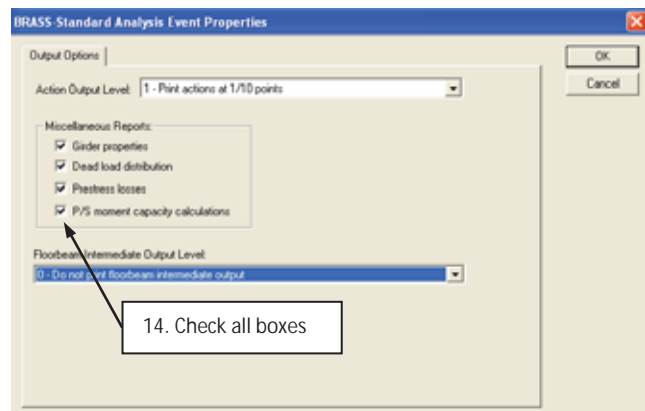 BRASS-Standard Analysis Event Properties
Output Options
OK
Cancel
Action Output Level: 1 - Print actions at 1/10 points
Miscellaneous Reports:
Girder properties
Dead load distribution
Prestress losses
P/S moment capacity calculations
Floorbeam Intermediate Output Level:
0 - Do not print floorbeam intermediate output
14. Check all boxes